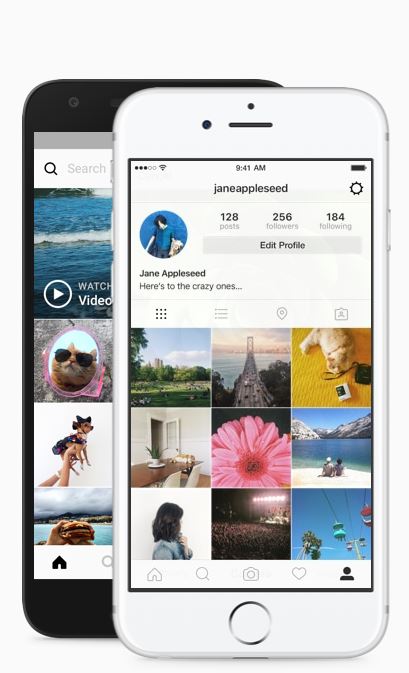 Search
WATCH
Video
9:41 AM
janeappleseed
128 256 184
posts followers following
Edit Profile
Jane Appleseed
Here's to the crazy ones...